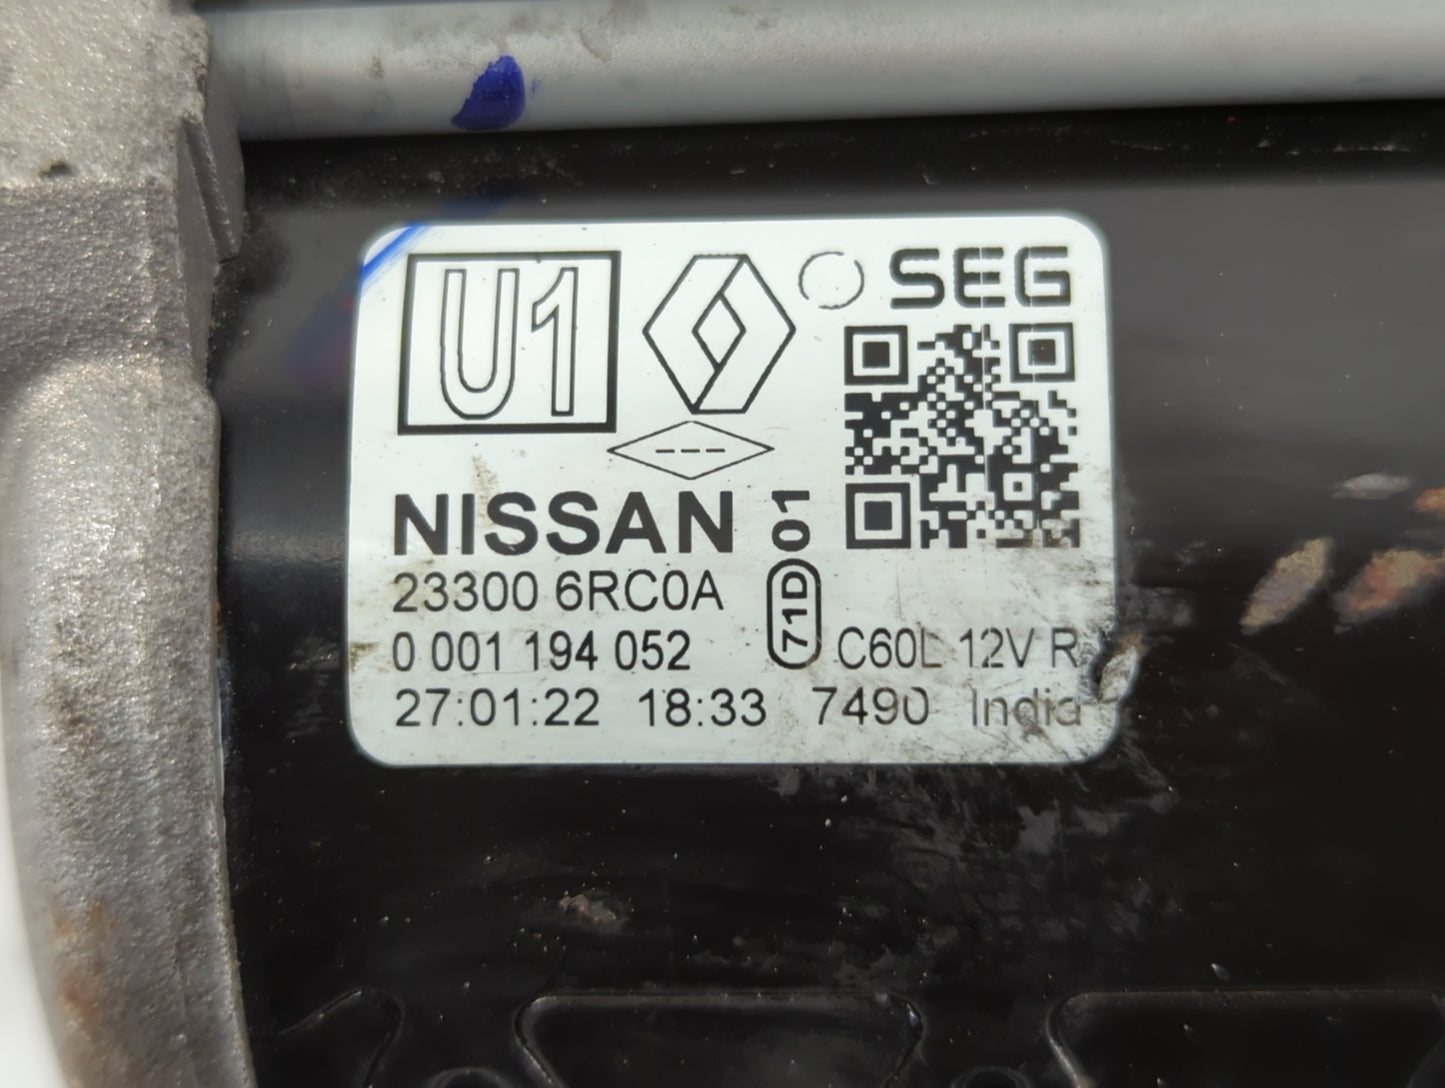 U1
SEG
NISSAN
01
23300 6RC0A
71D
0 001 194 052 C60L 12V R
27:01:22 18:33 7490 India